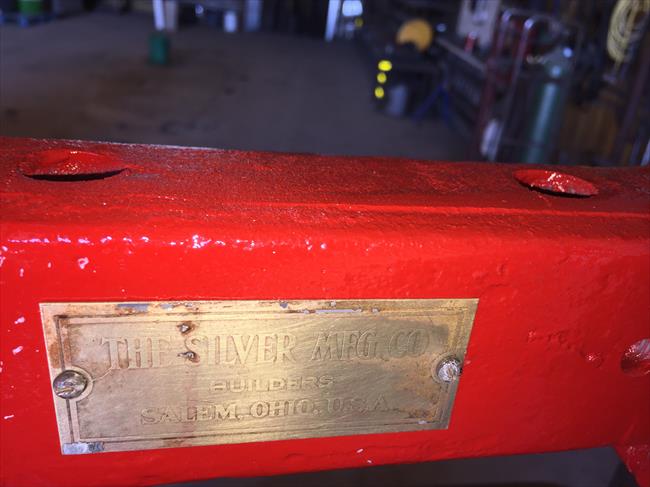 THE SILVER MFG. CO
BUILDERS
SALEM, OHIO, U.S.A.